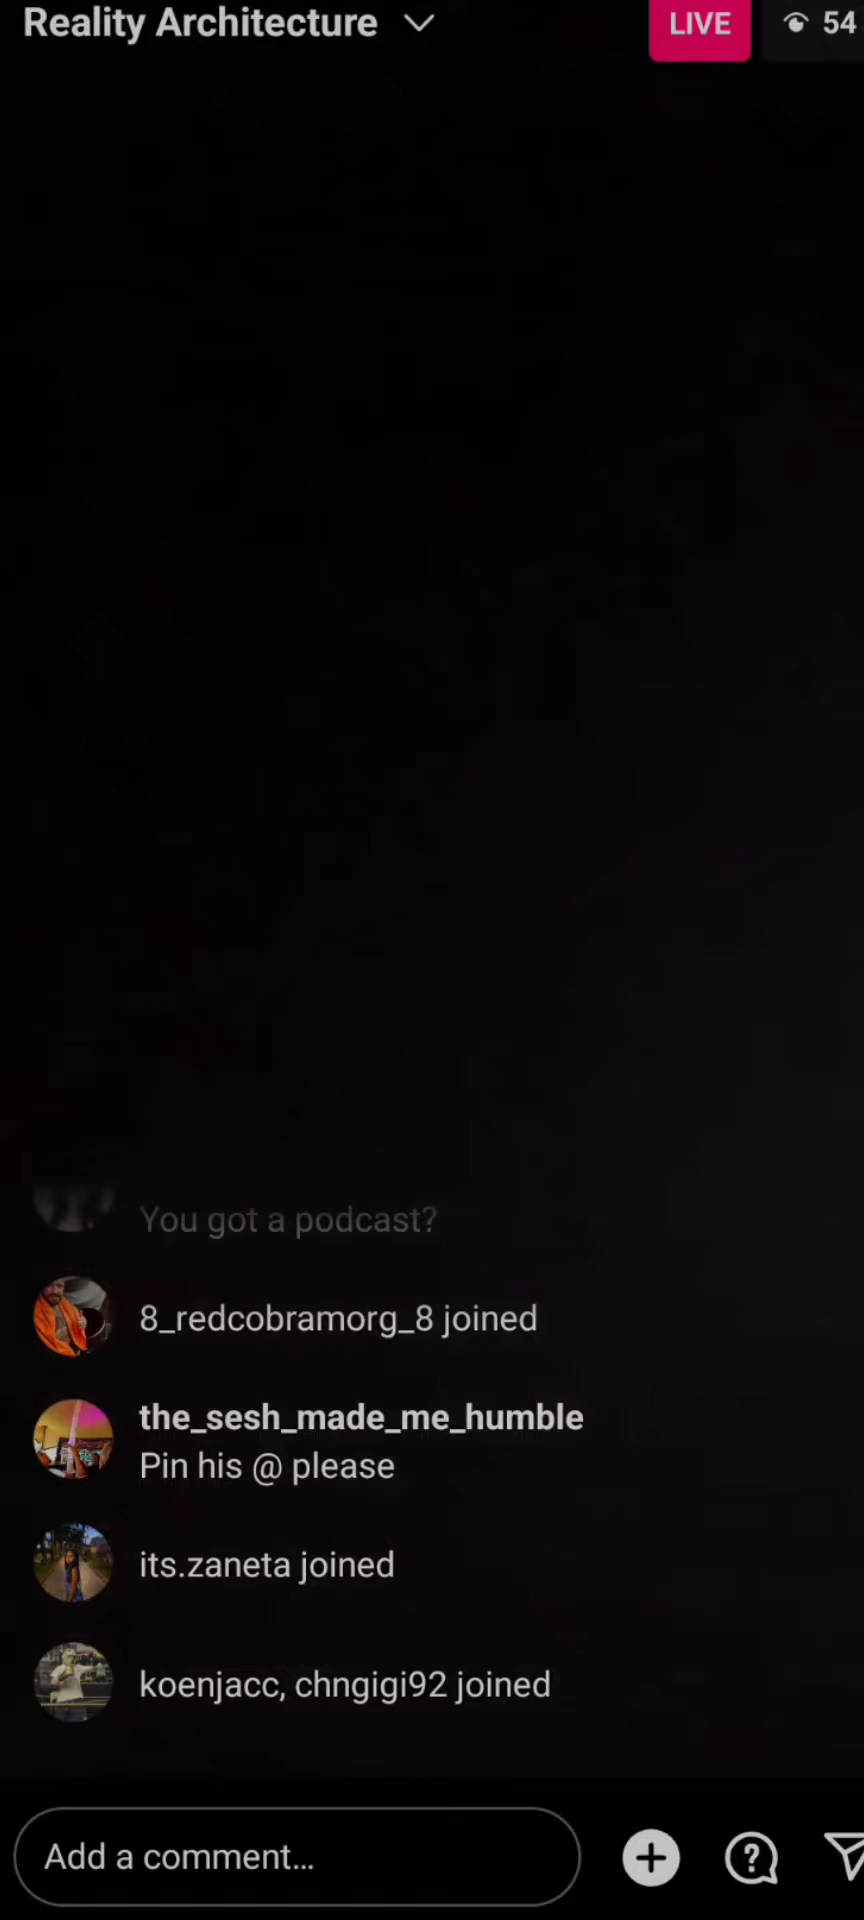 Reality Architecture
LIVE
54
You got a podcast?
8_redcobramorg_8 joined
the_sesh_made_me_humble
Pin his @ please
its.zaneta joined
koenjacc, chngigi92 joined
Add a comment...